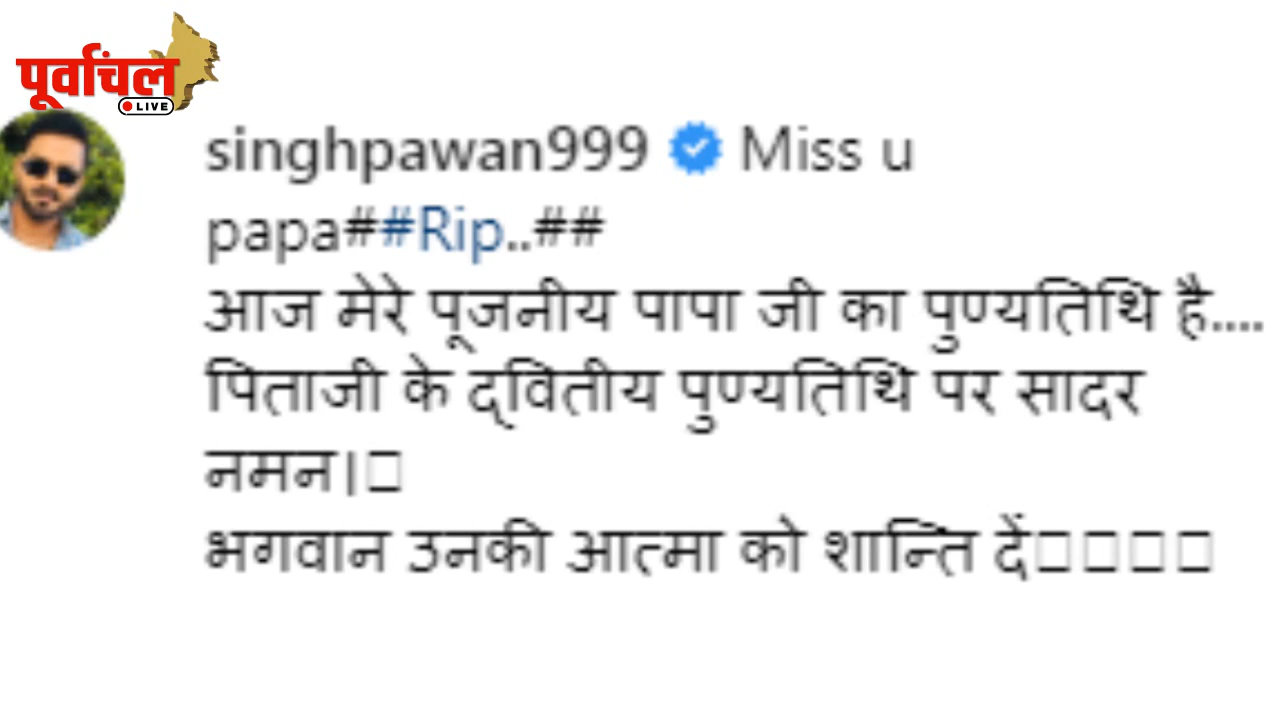 पूर्वांचल
LIVE
singhpawan999 Miss u
papa##Rip..##
आज मेरे पूजनीय पापा जी का पुण्यतिथि है....
पिताजी के द्वितीय पुण्यतिथि पर सादर
नमन।
भगवान उनकी आत्मा को शान्ति दें